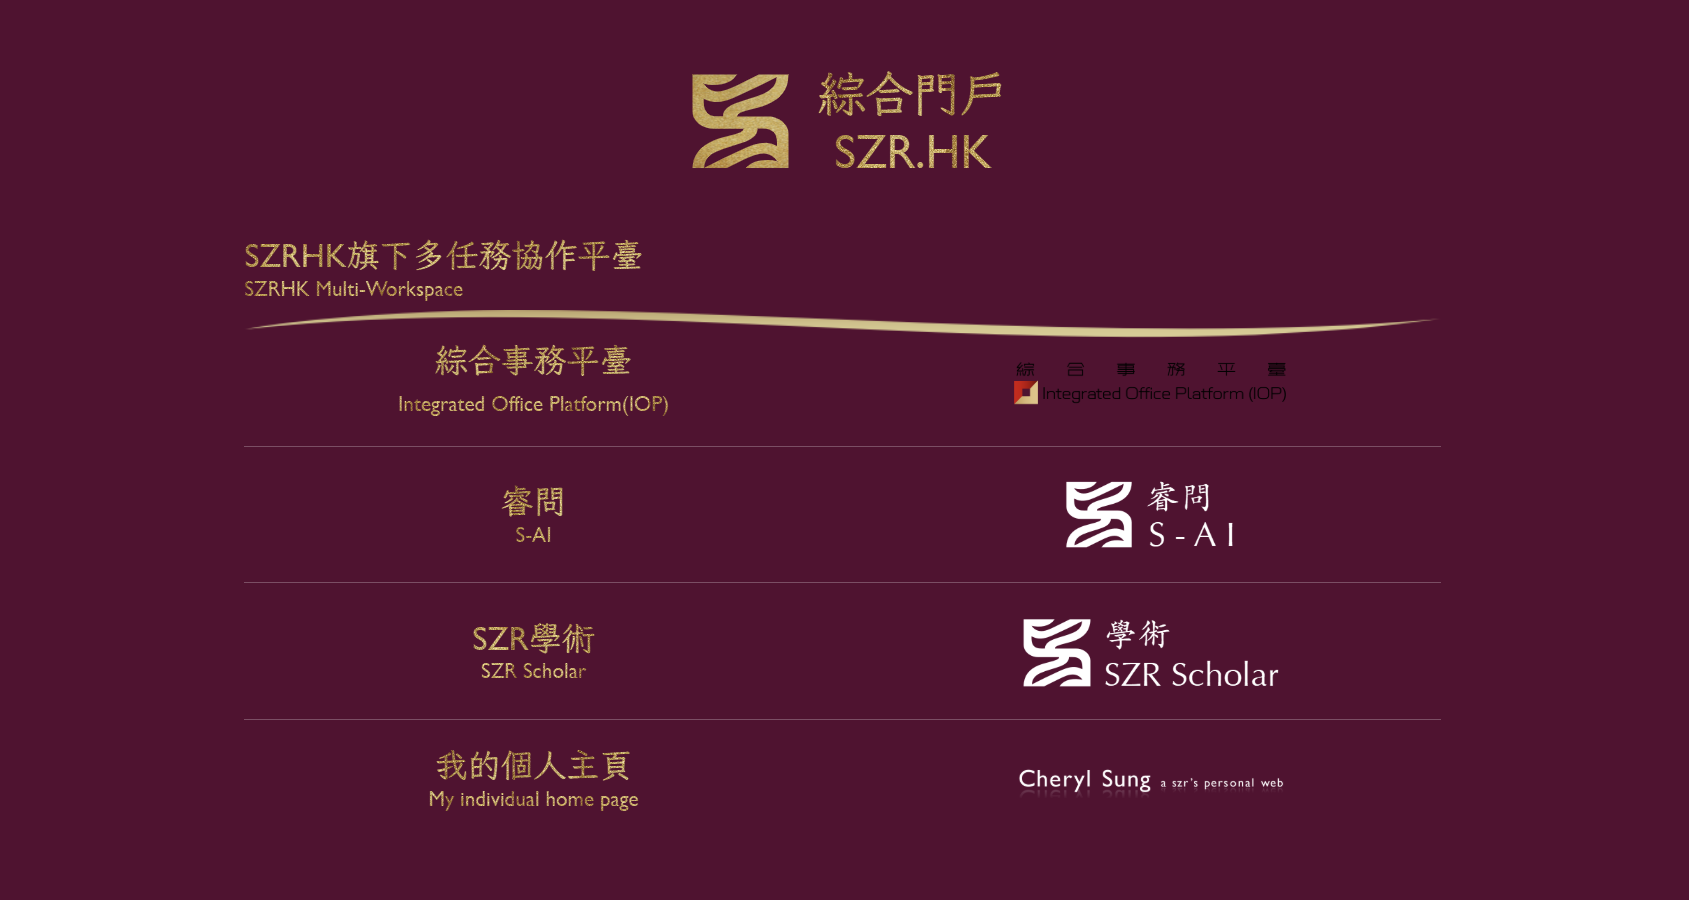 綜合門戶
SZR.HK
SZRHK旗下多任務協作平臺
SZRHK Multi-Workspace
綜合事務平臺
Integrated Office Platform(IOP)
綜合事務平臺
Integrated Office Platform (IOP)
睿問
S-AI
睿問
S-AI
SZR學術
SZR Scholar
學術
SZR Scholar
我的個人主頁
My individual home page
Cheryl Sung a szr's personal web